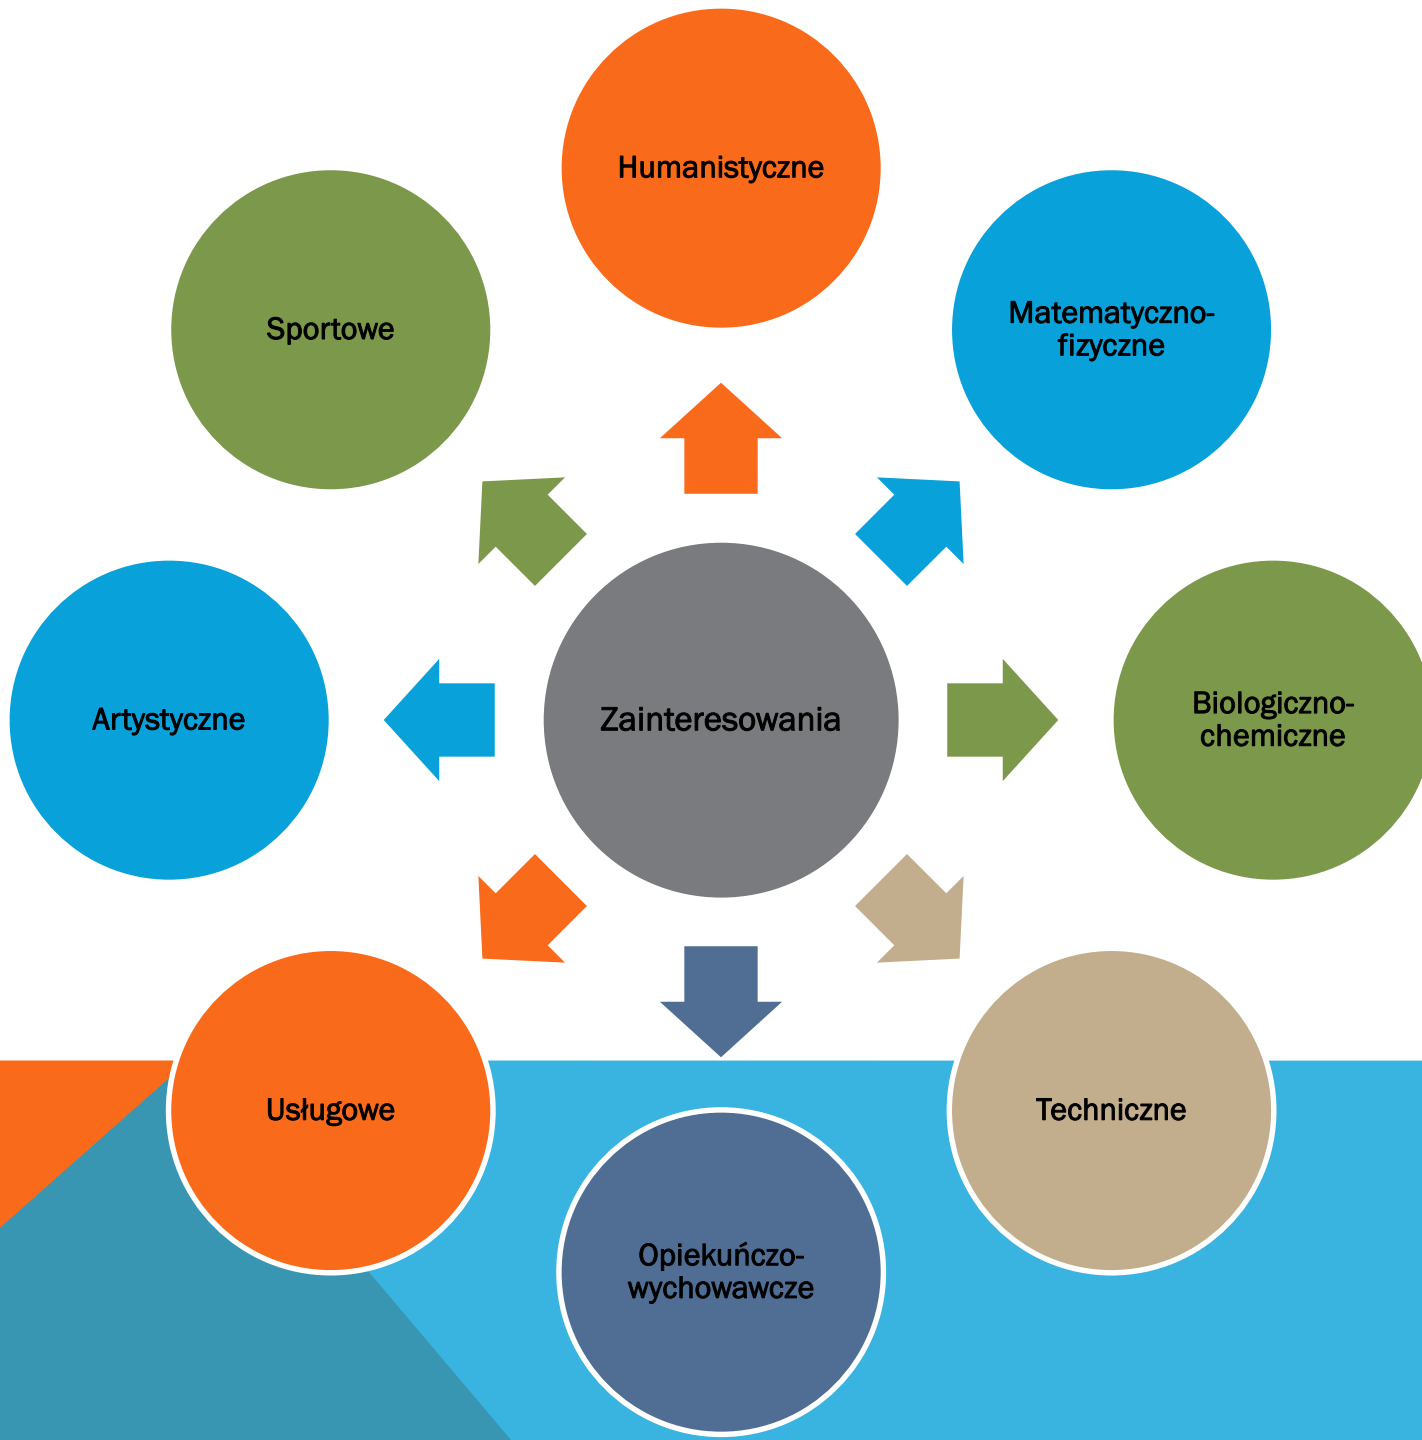 Humanistyczne
Matematyczno-
fizyczne
Sportowe
Zainteresowania
Artystyczne
Biologiczno-
chemiczne
Usługowe
Techniczne
Opiekuńczo-
wychowawcze